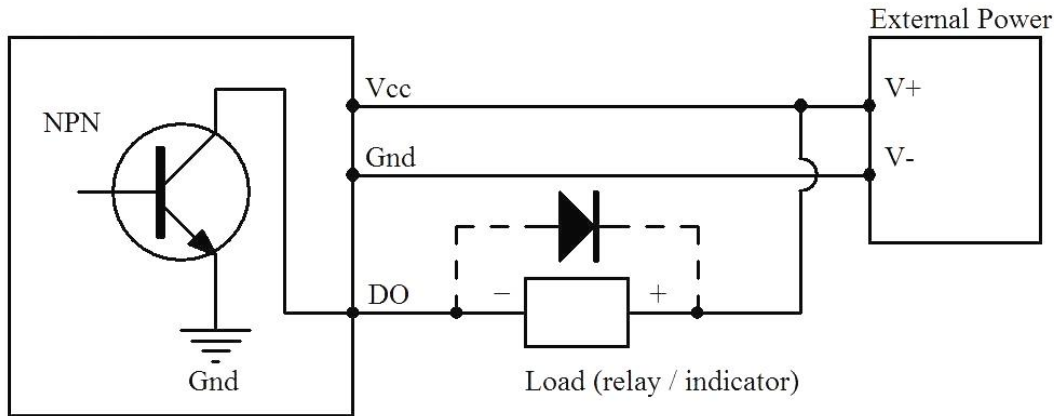 External Power
Vcc
V+
NPN
Gnd
V-
DO
− +
Gnd
Load (relay / indicator)